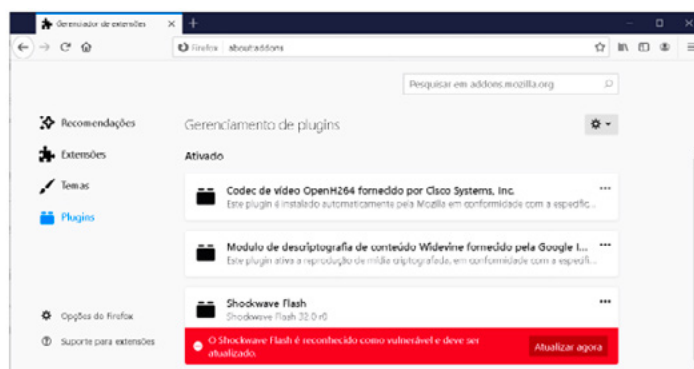 Gerenciador de extensões
Firefox about:addons
Pesquisar em addons.mozilla.org
Recomendações
Extensões
Temas
Plugins
Opções do Firefox
Suporte para extensões
Gerenciamento de plugins
Ativado
Codec de vídeo OpenH264 fornecido por Cisco Systems, Inc.
Este plugin é instalado automaticamente pela Mozilla em conformidade com a especific...
Modulo de descriptografia de conteúdo Widevine fornecido pela Google I...
Este plugin ativa a reprodução de mídia criptografada, em conformidade com a especifi...
Shockwave Flash
Shockwave Flash 32.0 r0
O Shockwave Flash é reconhecido como vulnerável e deve ser
atualizado.
Atualizar agora